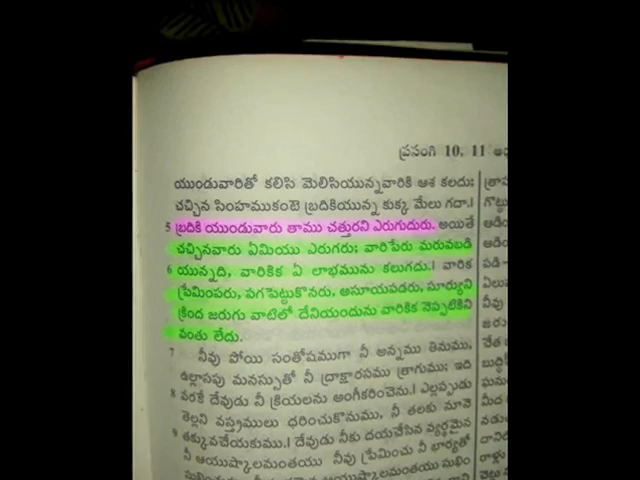 ప్రసంగి 10, 11
యుండువారితో కలిసి మెలిసియున్నవారికి ఆశ కలదు;
చచ్చిన సింహముకంటె బ్రదికియున్న కుక్క మేలు గదా.
5 బ్రదికి యుండువారు తాము చత్తురని ఎరుగుదురు. అయితే
చచ్చినవారు ఏమియు ఎరుగరు; వారిపేరు మరువబడి
6 యున్నది, వారికిక ఏ లాభమును కలుగదు. వారిక
ప్రేమింపరు, పగపెట్టుకొనరు, అసూయపడరు, సూర్యుని
క్రింద జరుగు వాటిలో దేనియందును వారికిక నెప్పటికిని
వంతు లేదు.
7 నీవు పోయి సంతోషముగా నీ అన్నము తినుము,
ఉల్లాసపు మనస్సుతో నీ ద్రాక్షారసము త్రాగుము; ఇది
8 వరకే దేవుడు నీ క్రియలను అంగీకరించెను. ఎల్లప్పుడు
తెల్లని వస్త్రములు ధరించుకొనుము, నీ తలకు నూనె
9 తక్కువచేయకుము. దేవుడు నీకు దయచేసిన వ్యర్థమైన
నీ ఆయుష్కాలమంతయు నీవు ప్రేమించు నీ భార్యతో